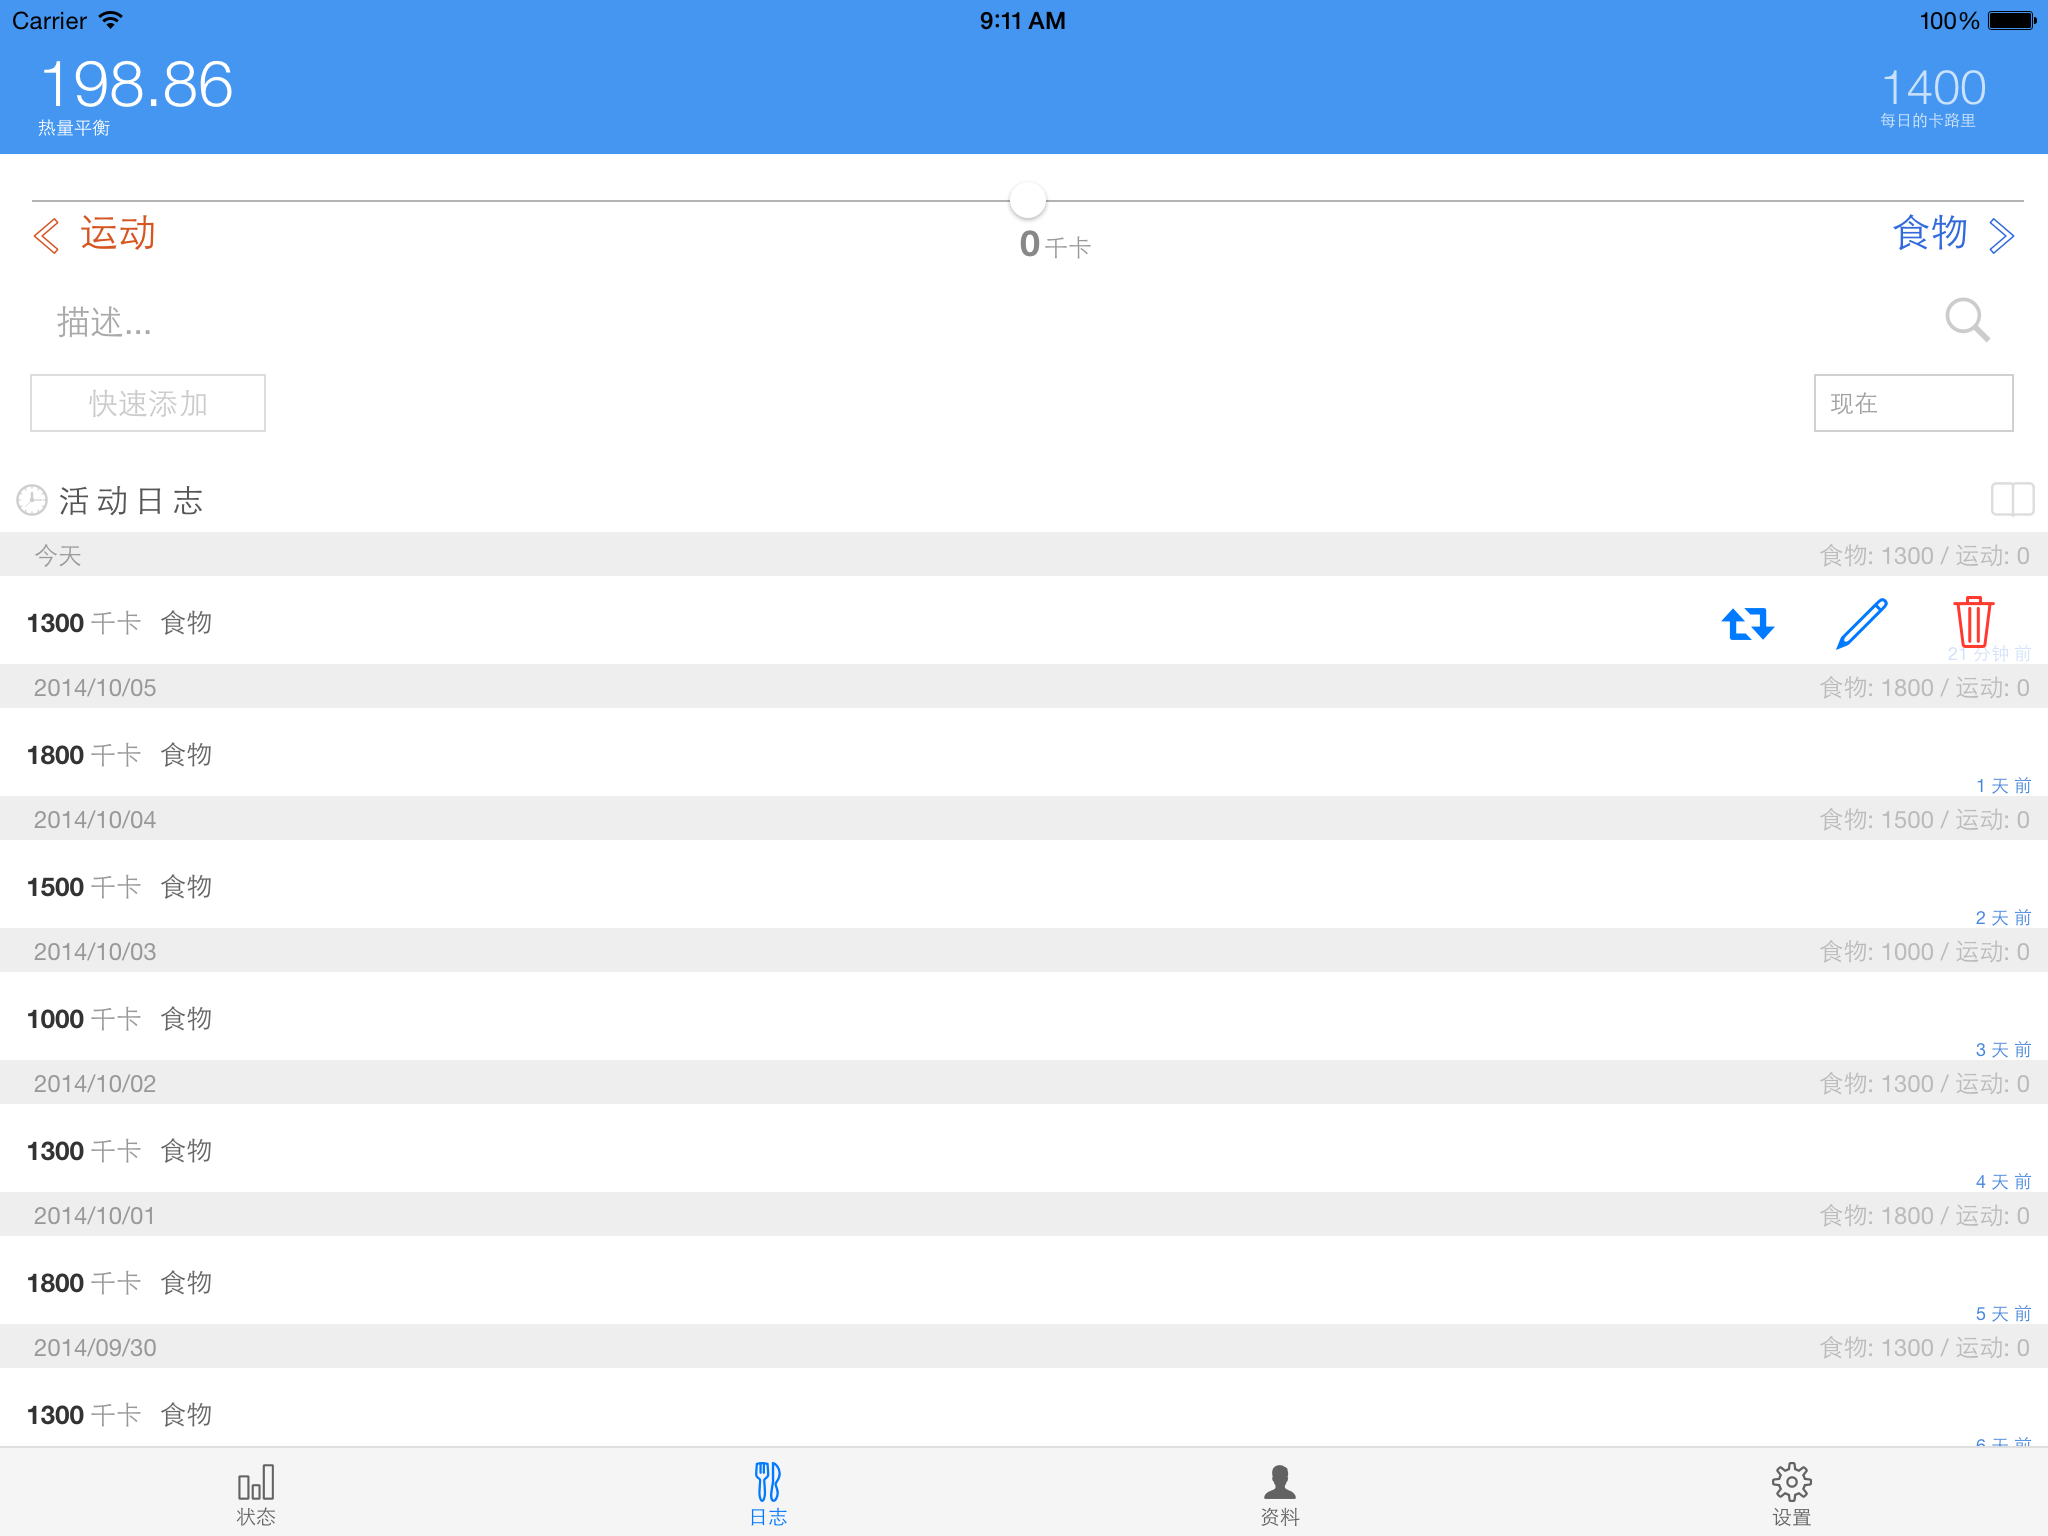 Carrier 9:11 AM 100%
198.86 1400
热量平衡 每日的卡路里
运动 0千卡 食物
描述...
快速添加 现在
活动日志
今天 食物: 1300 / 运动: 0
1300 千卡 食物
21 分钟 前
2014/10/05 食物: 1800 / 运动: 0
1800 千卡 食物
1 天 前
2014/10/04 食物: 1500 / 运动: 0
1500 千卡 食物
2 天 前
2014/10/03 食物: 1000 / 运动: 0
1000 千卡 食物
3 天 前
2014/10/02 食物: 1300 / 运动: 0
1300 千卡 食物
4 天 前
2014/10/01 食物: 1800 / 运动: 0
1800 千卡 食物
5 天 前
2014/09/30 食物: 1300 / 运动: 0
1300 千卡 食物
6 天 前
状态 日志 资料 设置